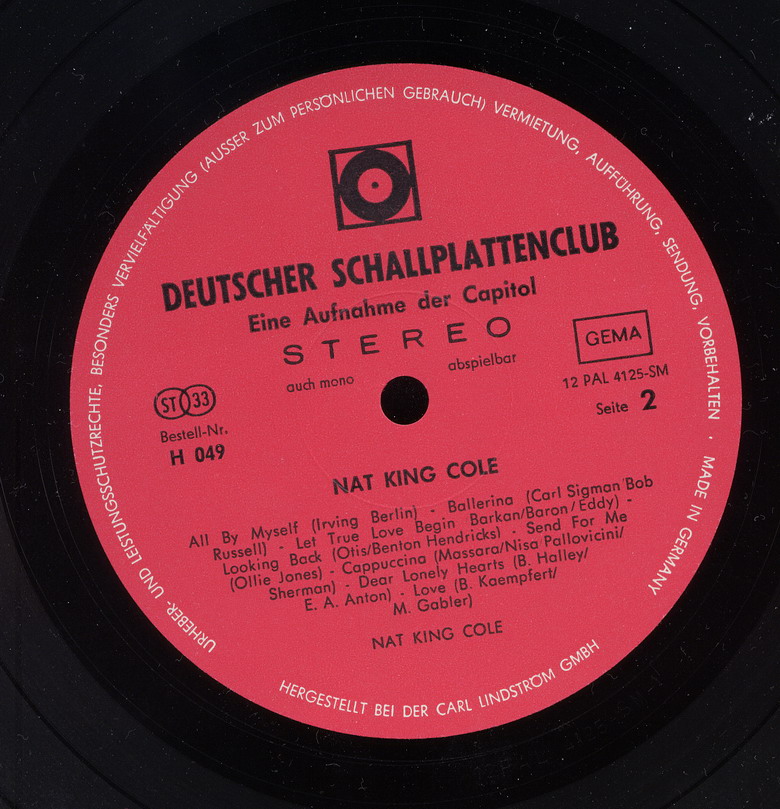 URHEBER- UND LEISTUNGSSCHUTZRECHTE, BESONDERS VERVIELFÄLTIGUNG (AUSSER ZUM PERSÖNLICHEN GEBRAUCH) VERMIETUNG, AUFFÜHRUNG, SENDUNG, VORBEHALTEN · MADE IN GERMANY
DEUTSCHER SCHALLPLATTENCLUB
Eine Aufnahme der Capitol
STEREO
auch mono abspielbar
GEMA
ST 33
12 PAL 4125-SM
Bestell-Nr.
Seite 2
H 049
NAT KING COLE
All By Myself (Irving Berlin) - Ballerina (Carl Sigman/Bob
Russell) - Let True Love Begin Barkan/Baron/Eddy) -
Looking Back (Otis/Benton Hendricks) - Send For Me
(Ollie Jones) - Cappuccina (Massara/Nisa/Pallovicini/
Sherman) - Dear Lonely Hearts (B. Halley/
E. A. Anton) - Love (B. Kaempfert/
M. Gabler)
NAT KING COLE
HERGESTELLT BEI DER CARL LINDSTRÖM GMBH